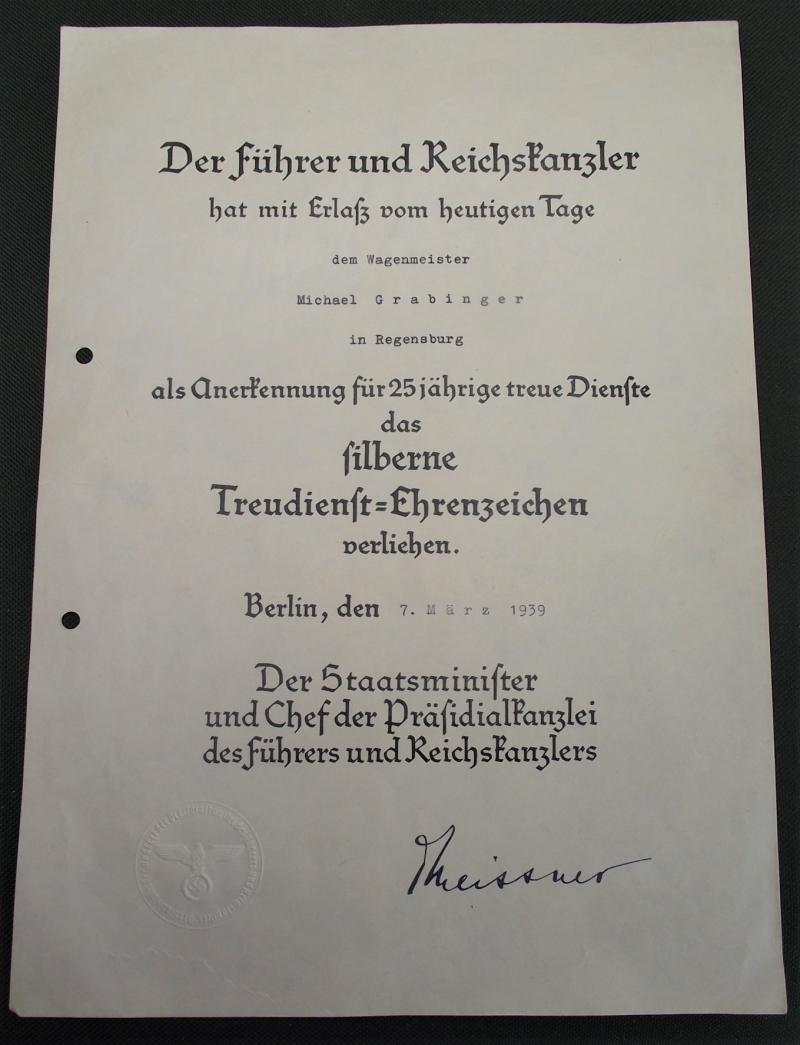 Der Führer und Reichskanzler
hat mit Erlaß vom heutigen Tage
dem Wagenmeister
Michael Grabinger
in Regensburg
als Anerkennung für 25jährige treue Dienste
das
silberne
Treudienst=Ehrenzeichen
verliehen.
Berlin, den 7. März 1939
Der Staatsminister
und Chef der Präsidialkanzlei
des Führers und Reichskanzlers
Meissner